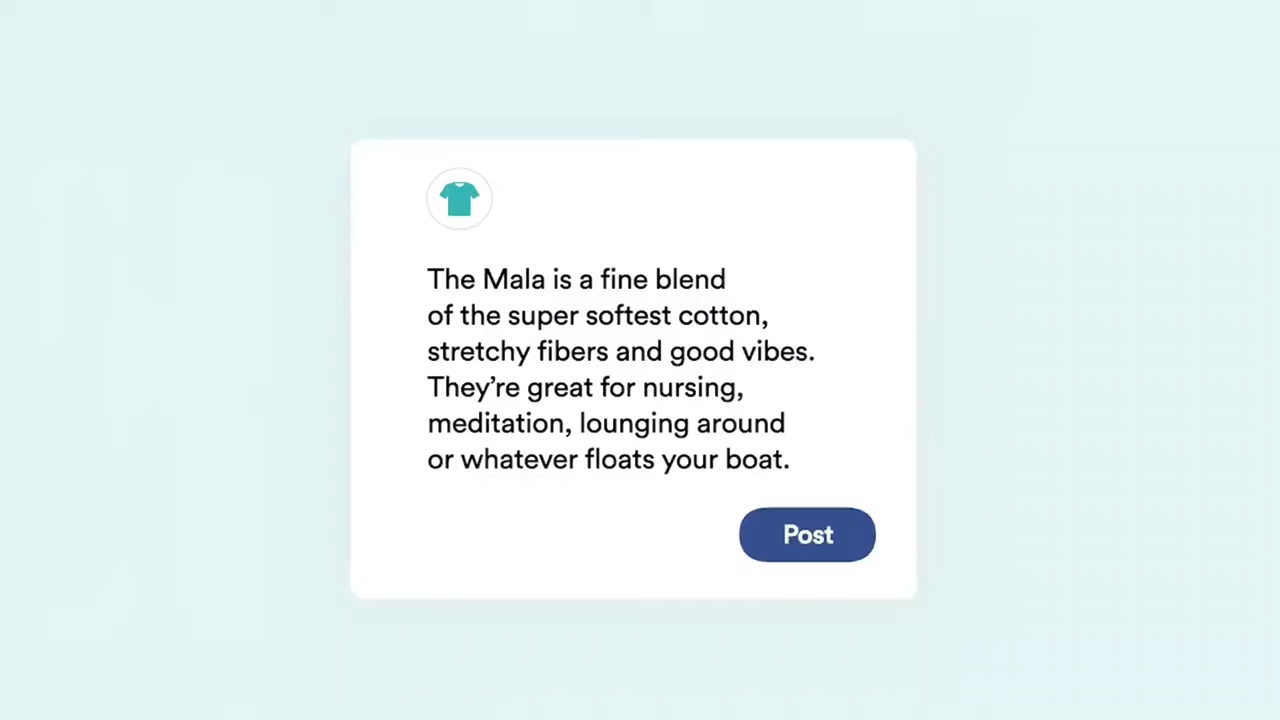 The Mala is a fine blend
of the super softest cotton,
stretchy fibers and good vibes.
They’re great for nursing,
meditation, lounging around
or whatever floats your boat.
Post